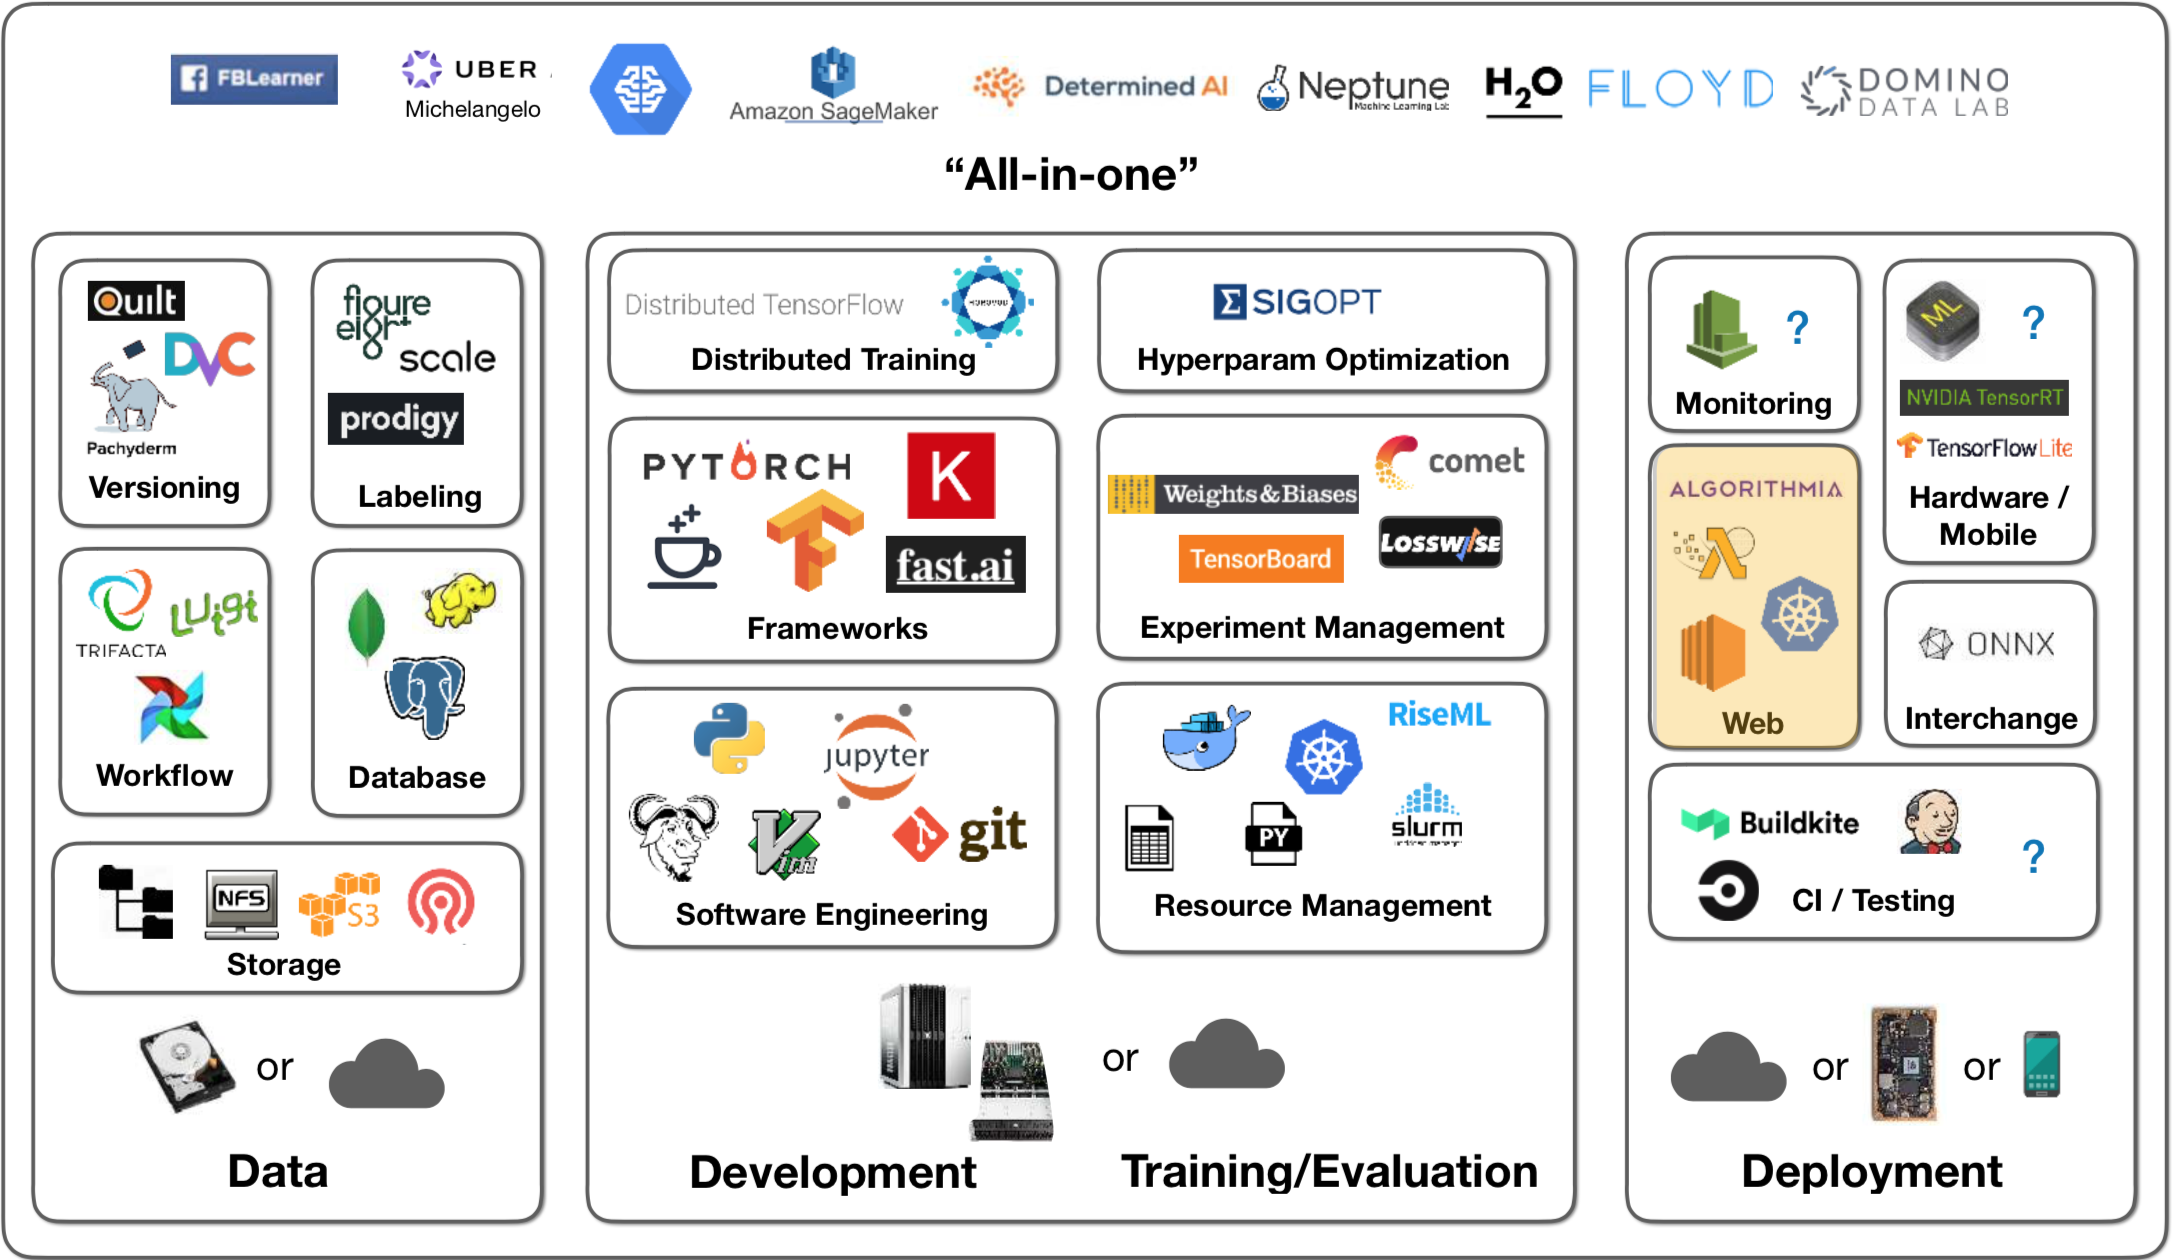 FBLearner
UBER
Michelangelo
Amazon SageMaker
Determined AI
Neptune
Machine Learning Lab
H2O
FLOYD
DOMINO
DATA LAB
“All-in-one”
Quilt
DVC
Pachyderm
Versioning
figure
eight
scale
prodigy
Labeling
TRIFACTA
Luigi
Workflow
Database
NFS
S3
Storage
or
Data
Distributed TensorFlow
HOROVOD
Distributed Training
SIGOPT
Hyperparam Optimization
PYTORCH
K
fast.ai
Frameworks
comet
Weights & Biases
TensorBoard
LOSSWISE
Experiment Management
jupyter
Vim
git
Software Engineering
RiseML
PY
slurm
Resource Management
or
Development
Training/Evaluation
?
Monitoring
ML
?
NVIDIA TensorRT
TensorFlow Lite
Hardware /
Mobile
ALGORITHMIA
Web
ONNX
Interchange
Buildkite
?
CI / Testing
or
or
Deployment